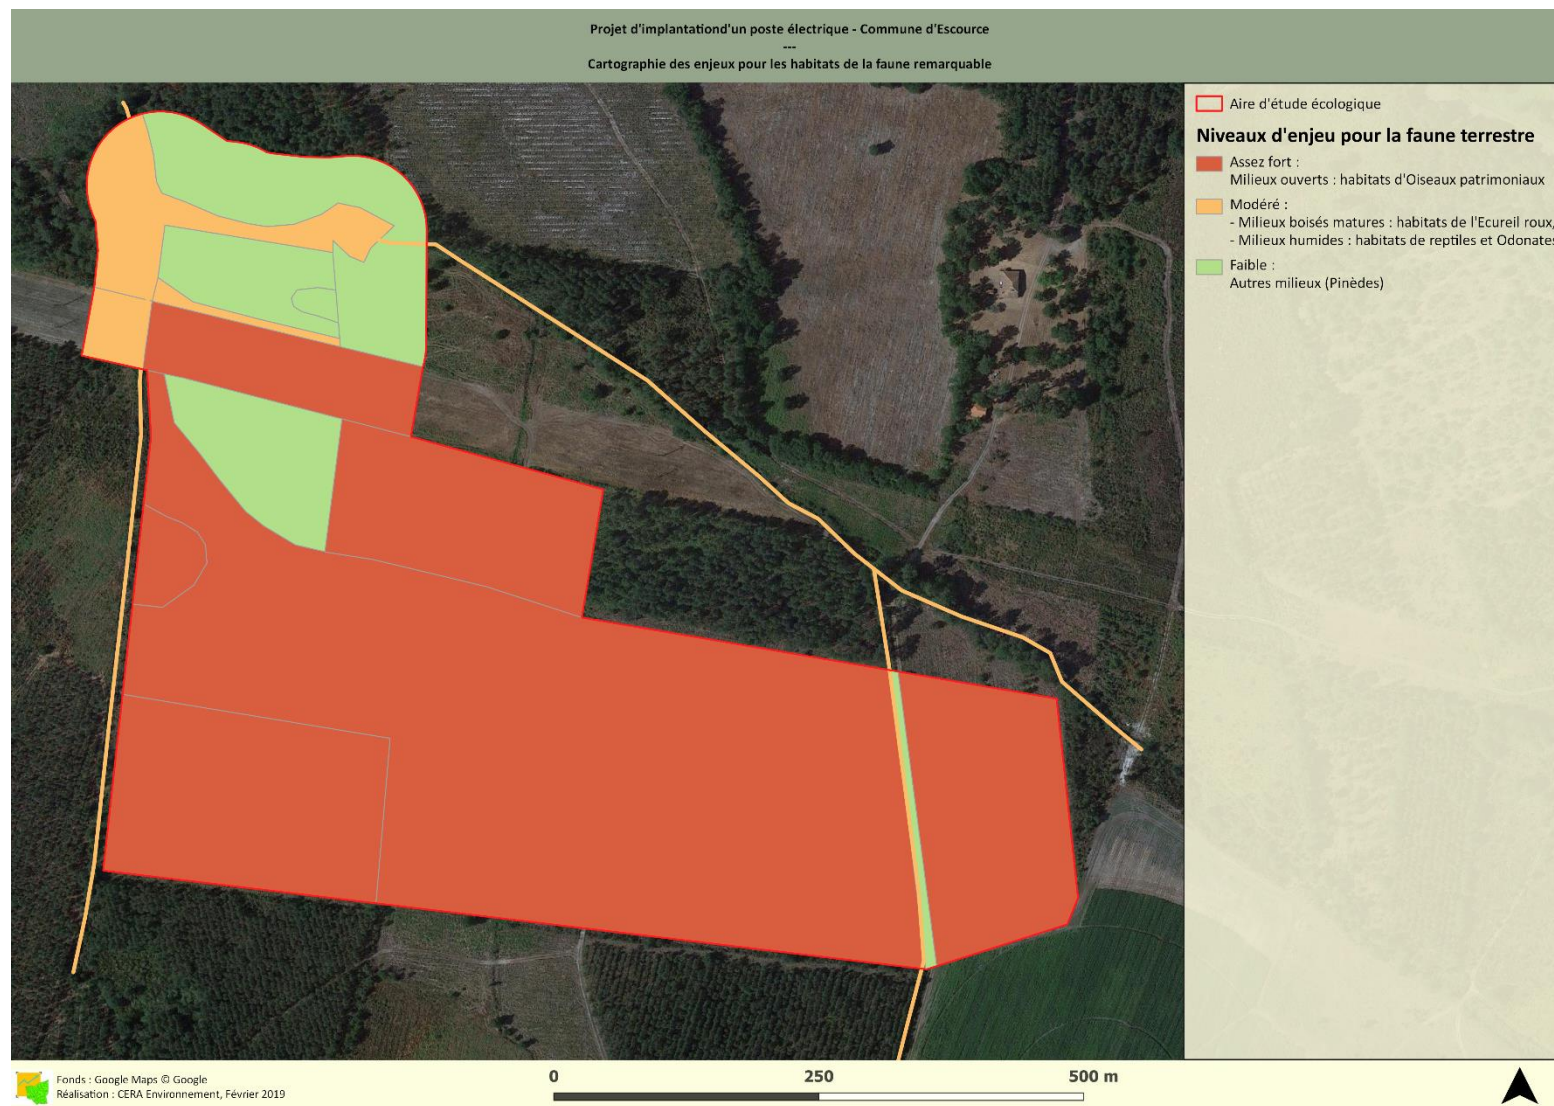 Projet d'implantationd'un poste électrique - Commune d'Escource
---
Cartographie des enjeux pour les habitats de la faune remarquable
Aire d'étude écologique
Niveaux d'enjeu pour la faune terrestre
Assez fort :
Milieux ouverts : habitats d'Oiseaux patrimoniaux
Modéré :
- Milieux boisés matures : habitats de l'Ecureil roux,
- Milieux humides : habitats de reptiles et Odonates
Faible :
Autres milieux (Pinèdes)
Fonds : Google Maps © Google
Réalisation : CERA Environnement, Février 2019
0 250 500 m